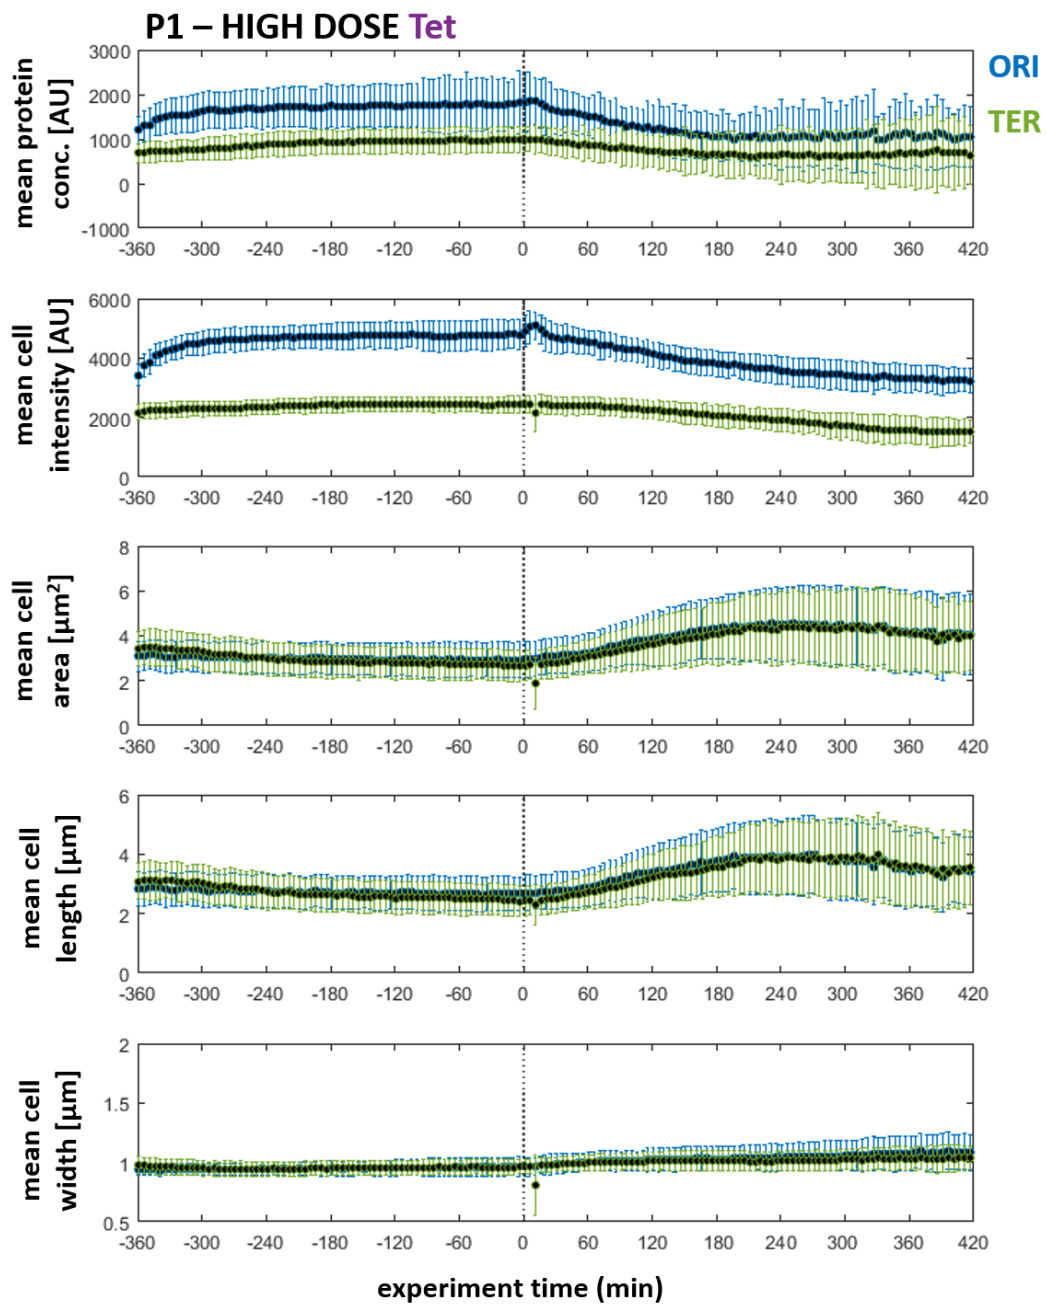 P1 – HIGH DOSE Tet
ORI
TER
mean protein
conc. [AU]
3000
2000
1000
0
-1000
-360 -300 -240 -180 -120 -60 0 60 120 180 240 300 360 420
mean cell
intensity [AU]
6000
4000
2000
0
-360 -300 -240 -180 -120 -60 0 60 120 180 240 300 360 420
mean cell
area [μm²]
8
6
4
2
0
-360 -300 -240 -180 -120 -60 0 60 120 180 240 300 360 420
mean cell
length [μm]
6
4
2
0
-360 -300 -240 -180 -120 -60 0 60 120 180 240 300 360 420
mean cell
width [μm]
2
1.5
1
0.5
-360 -300 -240 -180 -120 -60 0 60 120 180 240 300 360 420
experiment time (min)